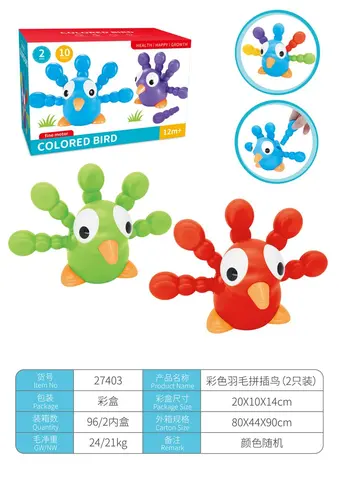 COLORED BIRD
HEALTH / HAPPY / GROWTH
2
10
fine motor
COLORED BIRD
12m+
货号
Item No
27403
产品名称
Product Name
彩色羽毛拼插鸟(2只装)
包装
Package
彩盒
彩盒尺寸
Package Size
20X10X14cm
装箱数
Quantity
96/2内盒
外箱规格
Carton Size
80X44X90cm
毛净重
GW/NW
24/21kg
备注
Remark
颜色随机